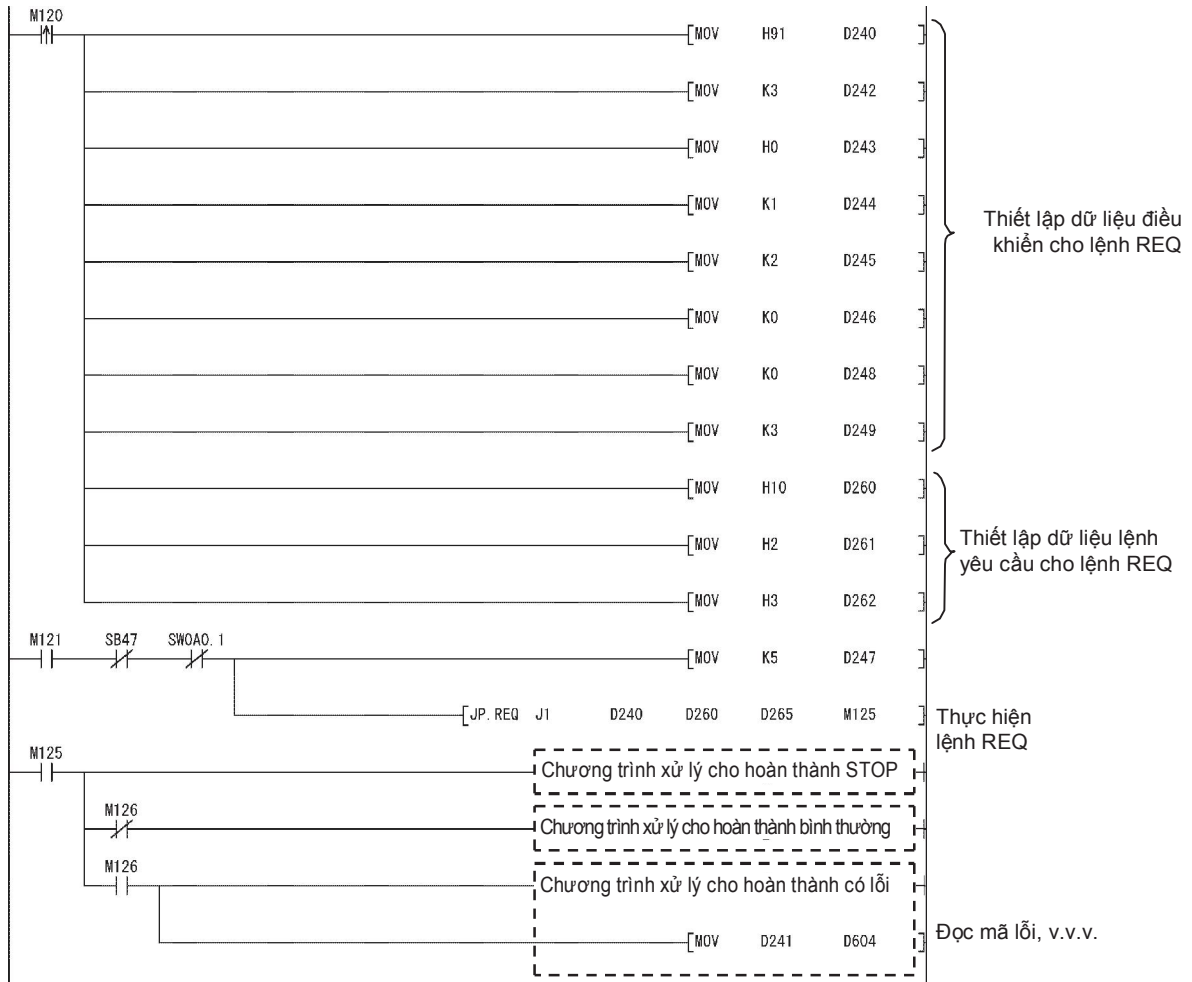 M120
[MOV H91 D240 ]
[MOV K3 D242 ]
[MOV H0 D243 ]
[MOV K1 D244 ]
[MOV K2 D245 ]
[MOV K0 D246 ]
[MOV K0 D248 ]
[MOV K3 D249 ]
Thiết lập dữ liệu điều
khiển cho lệnh REQ
[MOV H10 D260 ]
[MOV H2 D261 ]
[MOV H3 D262 ]
Thiết lập dữ liệu lệnh
yêu cầu cho lệnh REQ
M121 SB47 SW0A0.1
[MOV K5 D247 ]
[JP.REQ J1 D240 D260 D265 M125 ]
Thực hiện
lệnh REQ
M125
Chương trình xử lý cho hoàn thành STOP
M126
Chương trình xử lý cho hoàn thành bình thường
M126
Chương trình xử lý cho hoàn thành có lỗi
[MOV D241 D604 ]
Đọc mã lỗi, v.v.v.